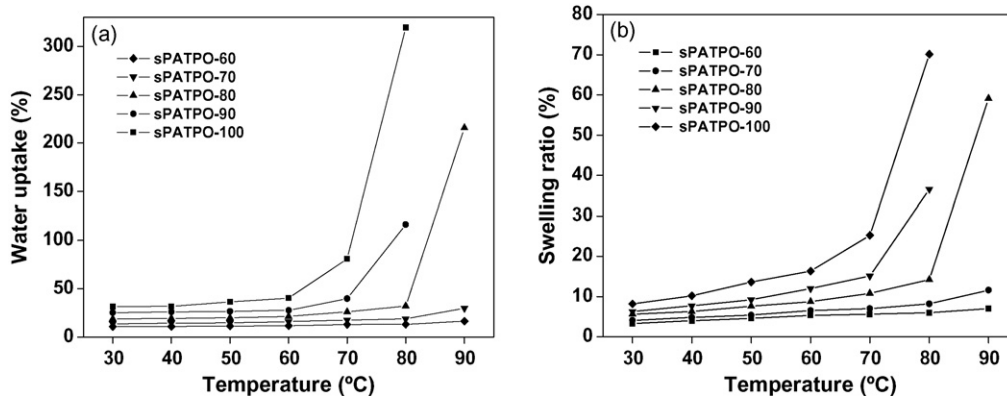 (a)
sPATPO-60
sPATPO-70
sPATPO-80
sPATPO-90
sPATPO-100
Water uptake (%)
300
250
200
150
100
50
0
30 40 50 60 70 80 90
Temperature (ºC)
(b)
sPATPO-60
sPATPO-70
sPATPO-80
sPATPO-90
sPATPO-100
Swelling ratio (%)
80
70
60
50
40
30
20
10
0
30 40 50 60 70 80 90
Temperature (ºC)